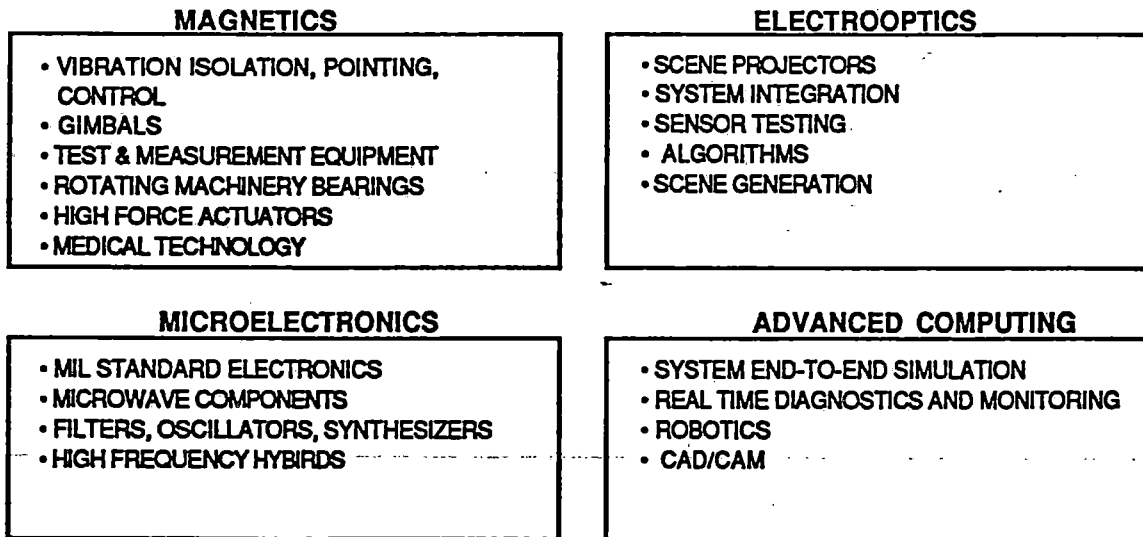 MAGNETICS
• VIBRATION ISOLATION, POINTING,
CONTROL
• GIMBALS
• TEST & MEASUREMENT EQUIPMENT
• ROTATING MACHINERY BEARINGS
• HIGH FORCE ACTUATORS
• MEDICAL TECHNOLOGY
ELECTROOPTICS
• SCENE PROJECTORS
• SYSTEM INTEGRATION
• SENSOR TESTING
• ALGORITHMS
• SCENE GENERATION
MICROELECTRONICS
• MIL STANDARD ELECTRONICS
• MICROWAVE COMPONENTS
• FILTERS, OSCILLATORS, SYNTHESIZERS
• HIGH FREQUENCY HYBIRDS
ADVANCED COMPUTING
• SYSTEM END-TO-END SIMULATION
• REAL TIME DIAGNOSTICS AND MONITORING
• ROBOTICS
• CAD/CAM